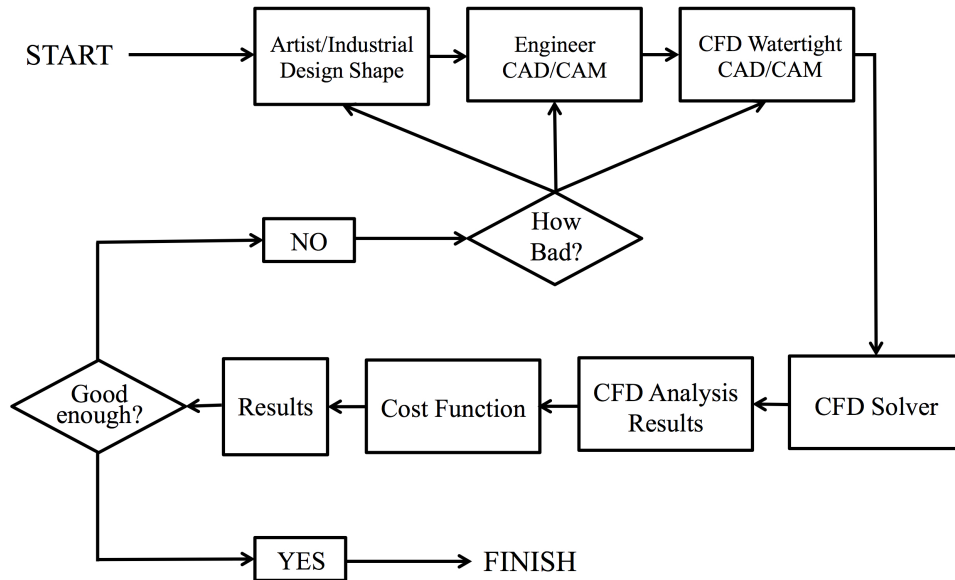 START
Artist/Industrial
Design Shape
Engineer
CAD/CAM
CFD Watertight
CAD/CAM
NO
How
Bad?
Good
enough?
Results
Cost Function
CFD Analysis
Results
CFD Solver
YES
FINISH